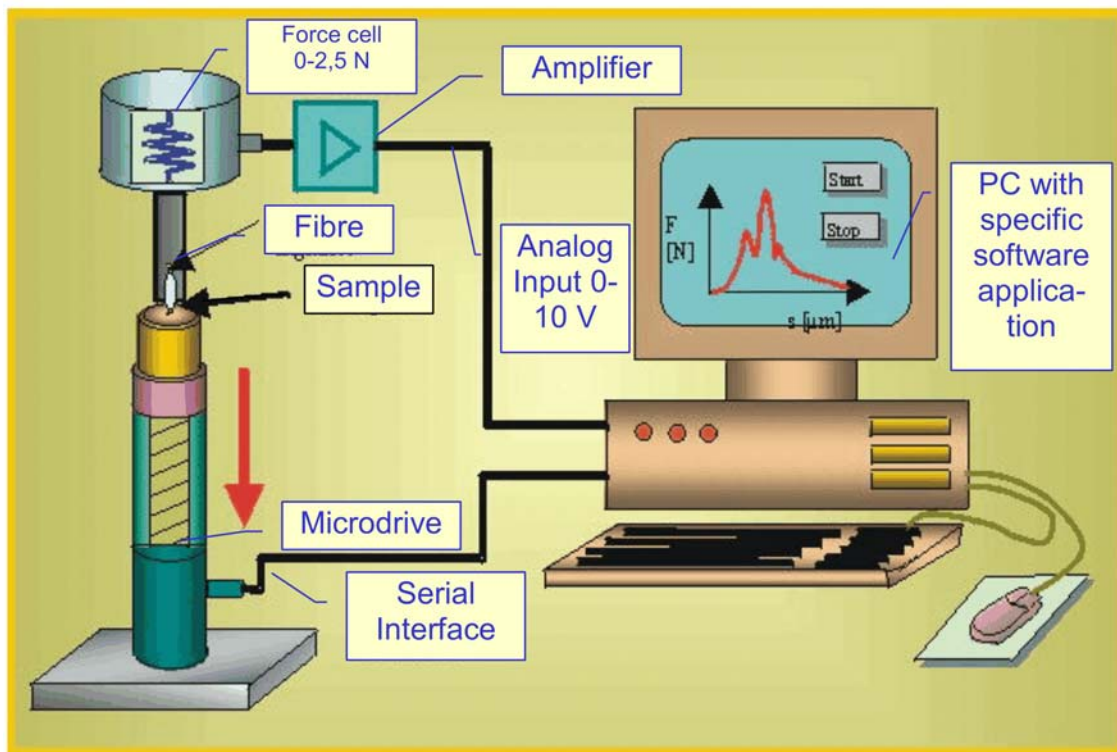 Force cell
0-2,5 N
Amplifier
Fibre
Sample
Analog
Input 0-
10 V
Start
Stop
F
[N]
s [µm]
PC with
specific
software
applica-
tion
Microdrive
Serial
Interface